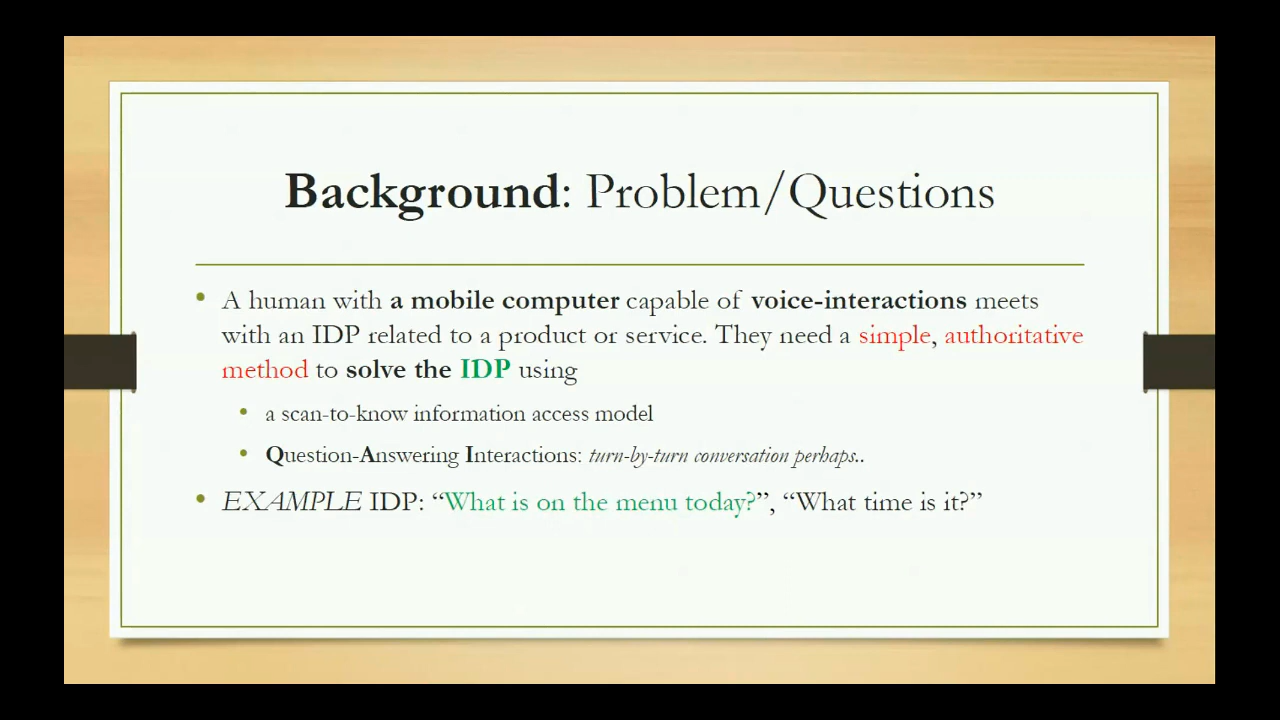 Background: Problem/Questions
• A human with a mobile computer capable of voice-interactions meets
with an IDP related to a product or service. They need a simple, authoritative
method to solve the IDP using
• a scan-to-know information access model
• Question-Answering Interactions: turn-by-turn conversation perhaps..
• EXAMPLE IDP: “What is on the menu today?”, “What time is it?”